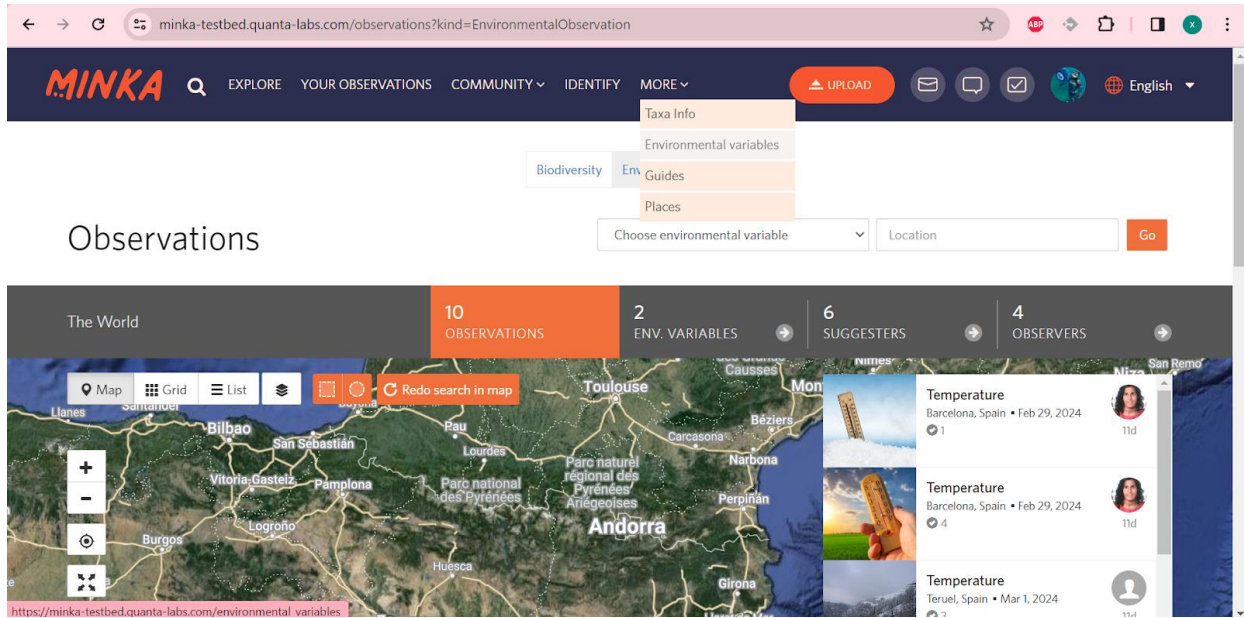 minka-testbed.quanta-labs.com/observations?kind=EnvironmentalObservation
ABP
x
MINKA
EXPLORE YOUR OBSERVATIONS COMMUNITY IDENTIFY MORE
UPLOAD
English
Taxa Info
Environmental variables
Guides
Places
Biodiversity Env
Observations
Choose environmental variable
Location
Go
The World
10
OBSERVATIONS
2
ENV. VARIABLES
6
SUGGESTERS
4
OBSERVERS
Map Grid List
Redo search in map
Toulouse
Causses
Nimes
San Remo
Niza
Mon
Llanes
Santander
Bilbao
San Sebastián
Pau
Lourdes
Béziers
Carcasona
Narbona
Vitoria-Gasteiz
Pamplona
Parc national
des Pyrénées
Parc naturel
régional des
Pyrénées
Ariégeoises
Perpiñán
Logroño
Andorra
Burgos
Huesca
Girona
Temperature
Barcelona, Spain • Feb 29, 2024
1
11d
Temperature
Barcelona, Spain • Feb 29, 2024
4
11d
Temperature
Teruel, Spain • Mar 1, 2024
3
11d
https://minka-testbed.quanta-labs.com/environmental_variables